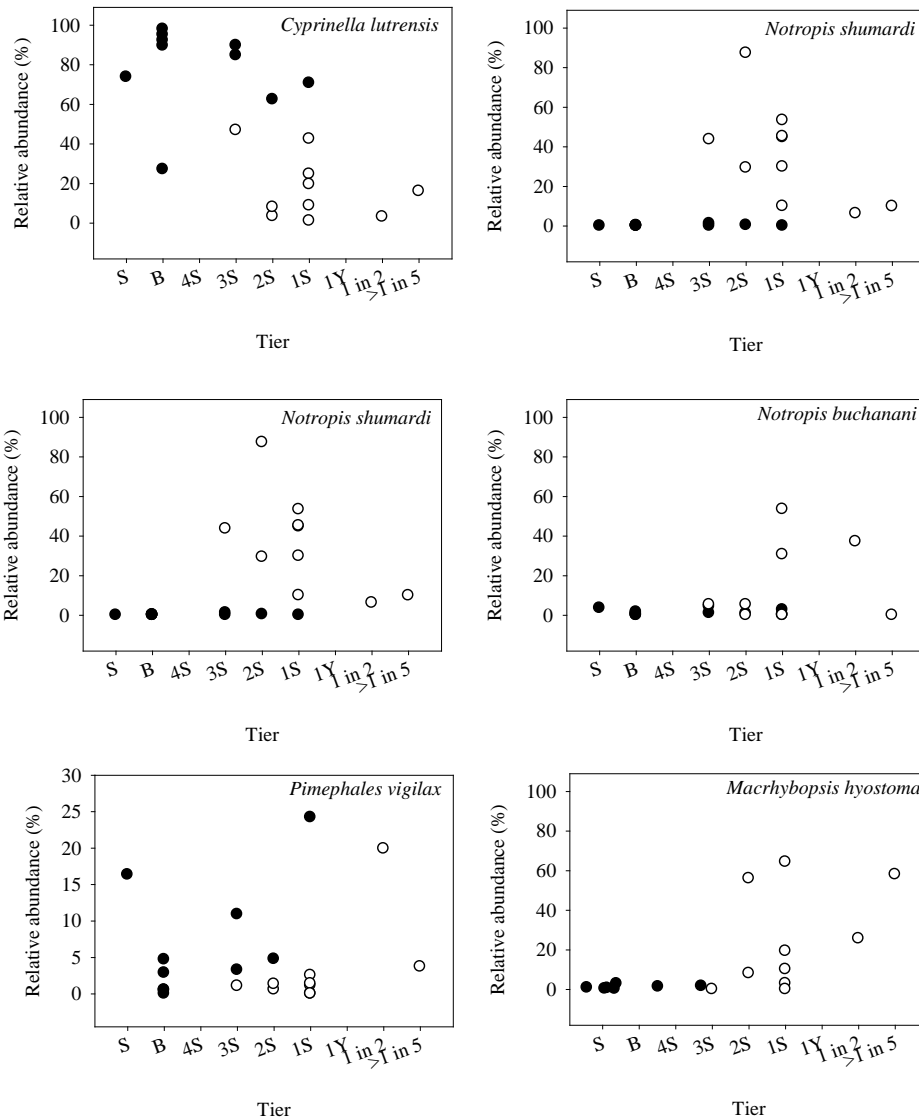 Cyprinella lutrensis
Relative abundance (%)
100
80
60
40
20
0
S B 4S 3S 2S 1S 1Y 1 in 2 >1 in 5
Tier
Notropis shumardi
Relative abundance (%)
100
80
60
40
20
0
S B 4S 3S 2S 1S 1Y 1 in 2 >1 in 5
Tier
Notropis shumardi
Relative abundance (%)
100
80
60
40
20
0
S B 4S 3S 2S 1S 1Y 1 in 2 >1 in 5
Tier
Notropis buchanani
Relative abundance (%)
100
80
60
40
20
0
S B 4S 3S 2S 1S 1Y 1 in 2 >1 in 5
Tier
Pimephales vigilax
Relative abundance (%)
30
25
20
15
10
5
0
S B 4S 3S 2S 1S 1Y 1 in 2 >1 in 5
Tier
Macrhybopsis hyostoma
Relative abundance (%)
100
80
60
40
20
0
S B 4S 3S 2S 1S 1Y 1 in 2 >1 in 5
Tier